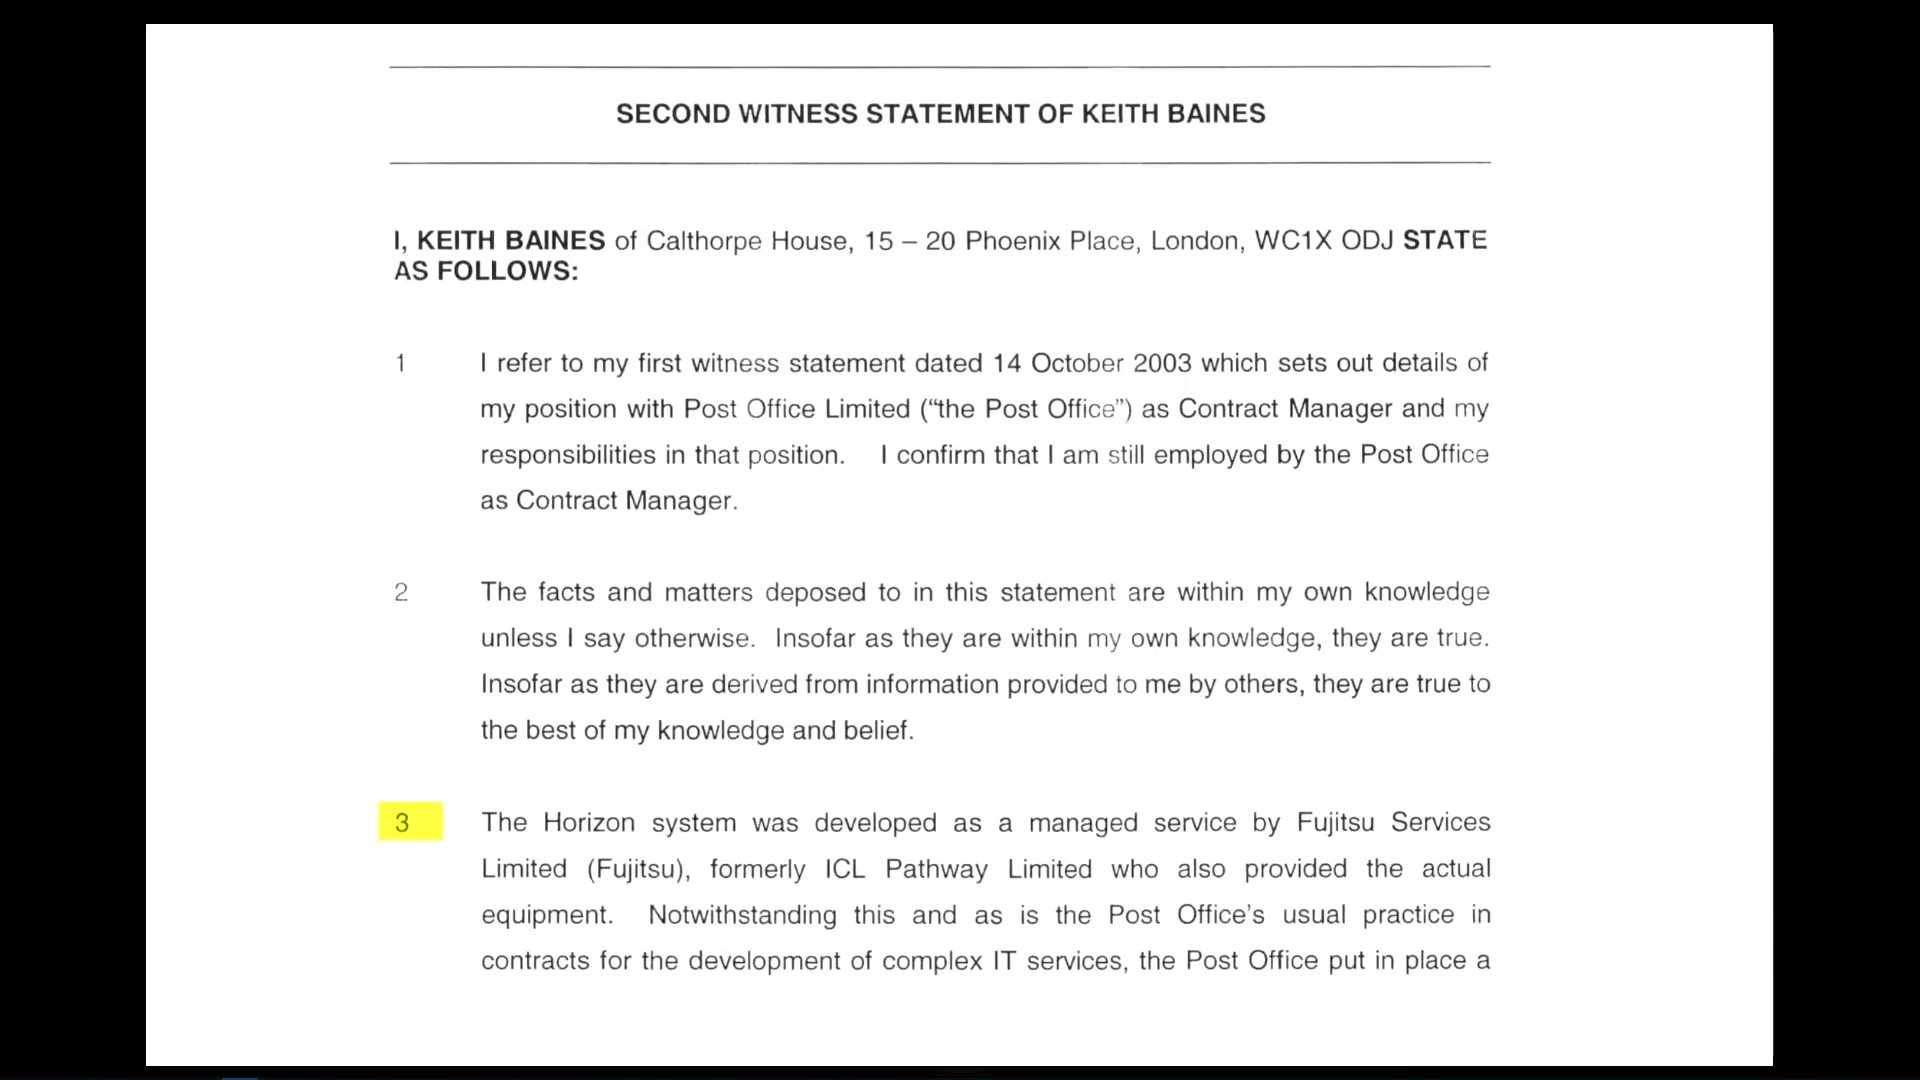 SECOND WITNESS STATEMENT OF KEITH BAINES
I, KEITH BAINES of Calthorpe House, 15 – 20 Phoenix Place, London, WC1X ODJ STATE
AS FOLLOWS:
1 I refer to my first witness statement dated 14 October 2003 which sets out details of
my position with Post Office Limited (“the Post Office”) as Contract Manager and my
responsibilities in that position. I confirm that I am still employed by the Post Office
as Contract Manager.
2 The facts and matters deposed to in this statement are within my own knowledge
unless I say otherwise. Insofar as they are within my own knowledge, they are true.
Insofar as they are derived from information provided to me by others, they are true to
the best of my knowledge and belief.
3 The Horizon system was developed as a managed service by Fujitsu Services
Limited (Fujitsu), formerly ICL Pathway Limited who also provided the actual
equipment. Notwithstanding this and as is the Post Office’s usual practice in
contracts for the development of complex IT services, the Post Office put in place a